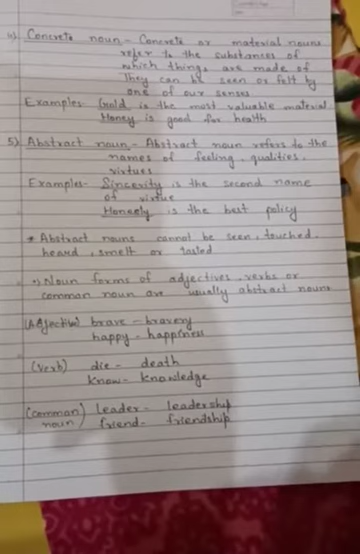 4) Concrete noun - Concrete or material nouns
refer to the substances of
which things are made of
They can be seen or felt by
one of our senses
Examples - Gold is the most valuable material
Honey is good for health
5) Abstract noun - Abstract noun refers to the
names of feeling, qualities,
virtues
Examples - Sincerity is the second name
of virtue
Honesty is the best policy
* Abstract nouns cannot be seen, touched,
heard, smelt or tasted
*) Noun forms of adjectives, verbs or
common noun are usually abstract nouns
(Adjective) brave - bravery
happy - happiness
(verb) die - death
know - knowledge
(common noun) leader - leadership
friend - friendship